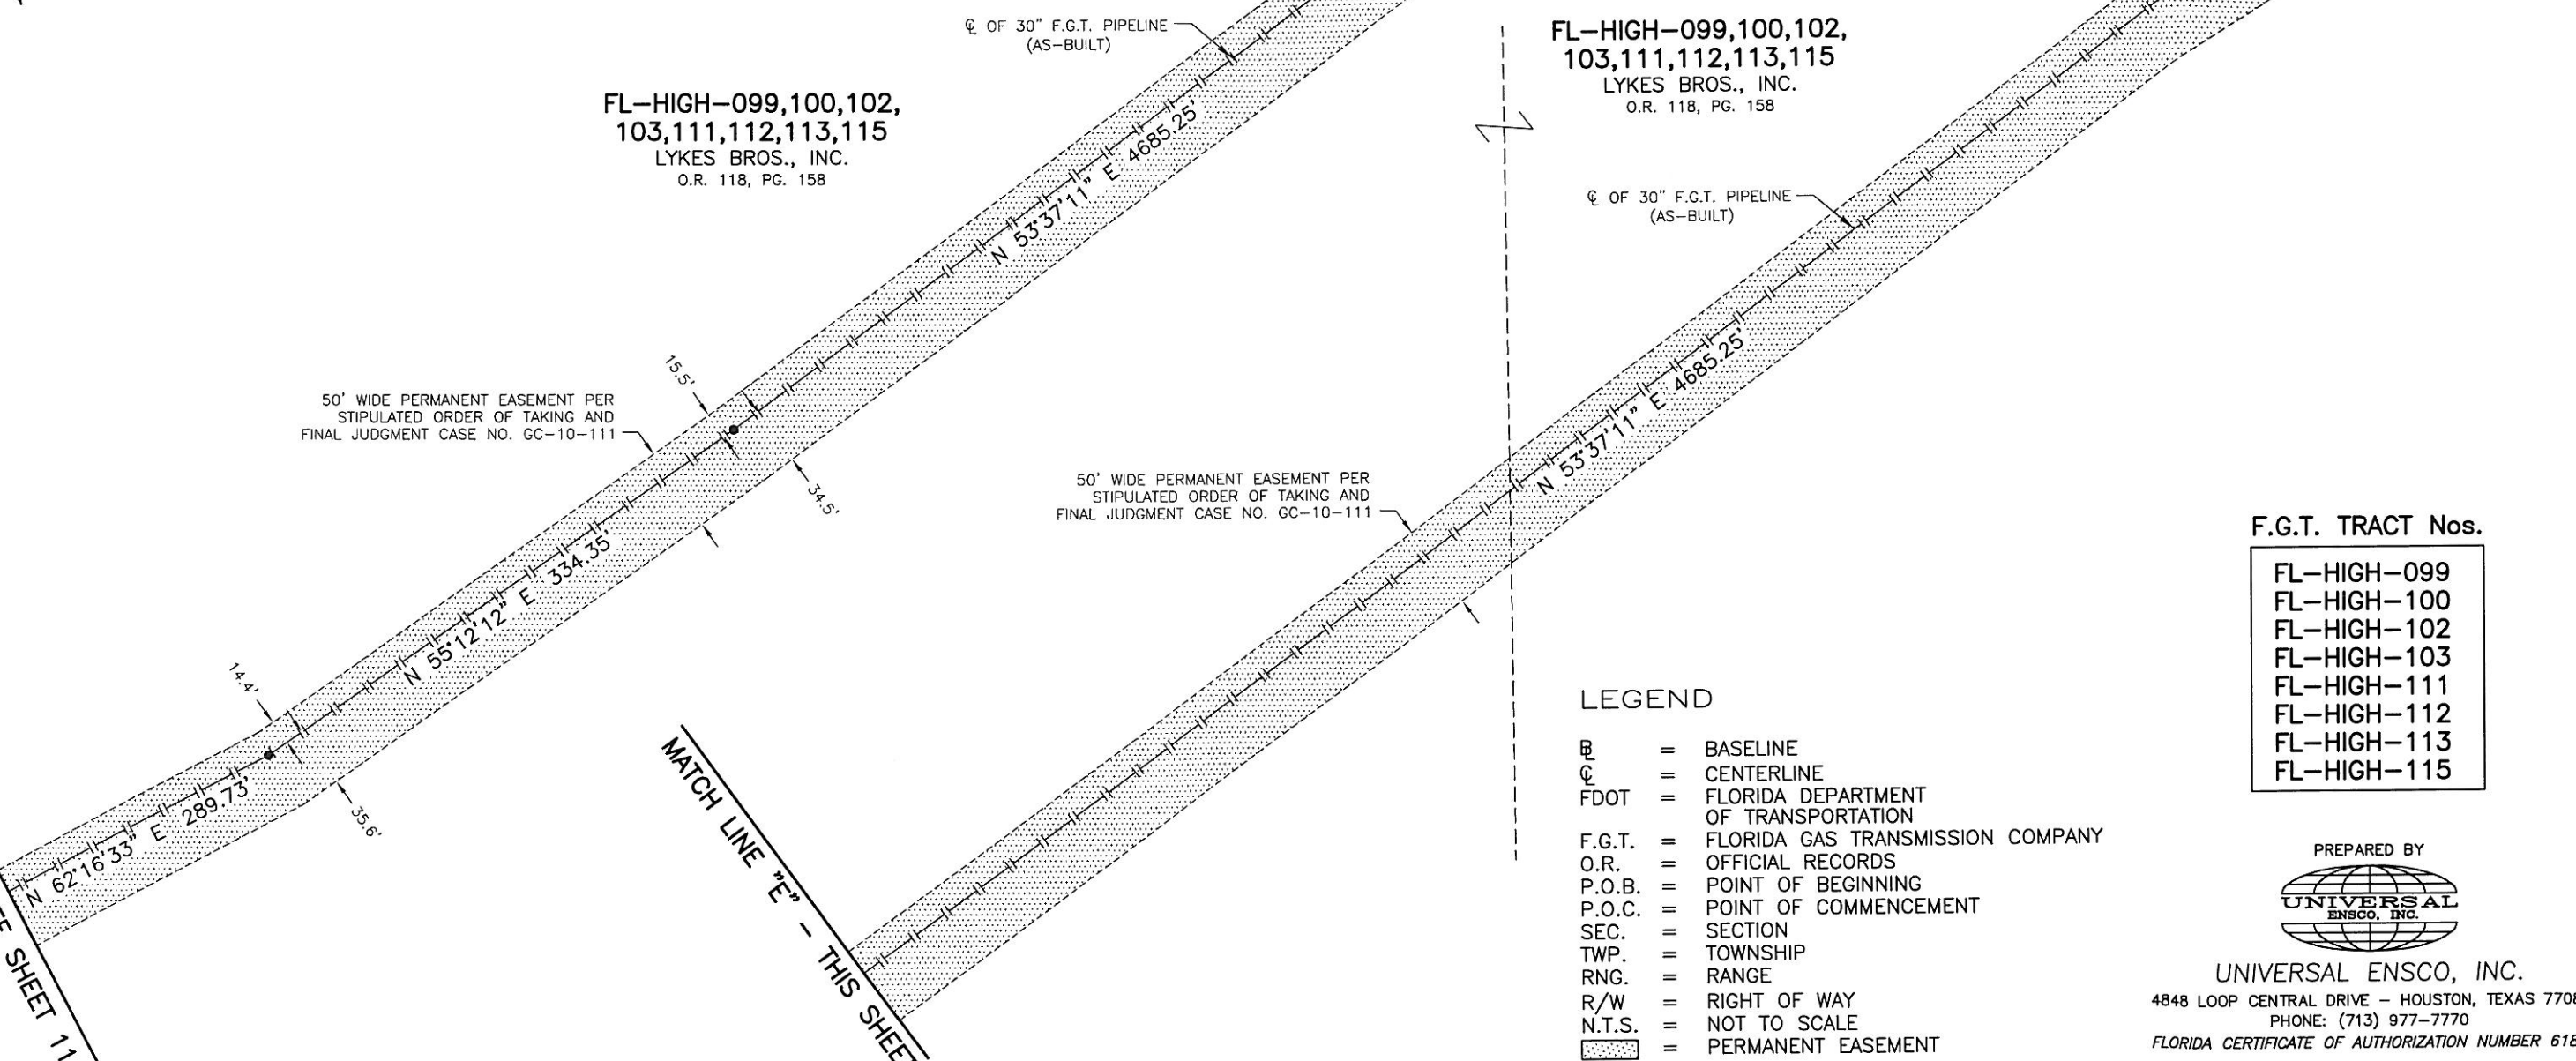 ℄ OF 30" F.G.T. PIPELINE
(AS-BUILT)
FL-HIGH-099,100,102,
103,111,112,113,115
LYKES BROS., INC.
O.R. 118, PG. 158
N 53°37'11" E 4685.25'
15.5'
50' WIDE PERMANENT EASEMENT PER
STIPULATED ORDER OF TAKING AND
FINAL JUDGMENT CASE NO. GC-10-111
34.5'
N 55°12'12" E 334.35'
14.4'
35.6'
N 62°16'33" E 289.73'
SHEET 11
FL-HIGH-099,100,102,
103,111,112,113,115
LYKES BROS., INC.
O.R. 118, PG. 158
℄ OF 30" F.G.T. PIPELINE
(AS-BUILT)
N 53°37'11" E 4685.25'
50' WIDE PERMANENT EASEMENT PER
STIPULATED ORDER OF TAKING AND
FINAL JUDGMENT CASE NO. GC-10-111
MATCH LINE "E" - THIS SHEET
F.G.T. TRACT Nos.
FL-HIGH-099
FL-HIGH-100
FL-HIGH-102
FL-HIGH-103
FL-HIGH-111
FL-HIGH-112
FL-HIGH-113
FL-HIGH-115
LEGEND
BL = BASELINE
℄ = CENTERLINE
FDOT = FLORIDA DEPARTMENT
OF TRANSPORTATION
F.G.T. = FLORIDA GAS TRANSMISSION COMPANY
O.R. = OFFICIAL RECORDS
P.O.B. = POINT OF BEGINNING
P.O.C. = POINT OF COMMENCEMENT
SEC. = SECTION
TWP. = TOWNSHIP
RNG. = RANGE
R/W = RIGHT OF WAY
N.T.S. = NOT TO SCALE
= PERMANENT EASEMENT
PREPARED BY
UNIVERSAL
ENSCO, INC.
UNIVERSAL ENSCO, INC.
4848 LOOP CENTRAL DRIVE - HOUSTON, TEXAS
PHONE: (713) 977-7770
FLORIDA CERTIFICATE OF AUTHORIZATION NUMBER